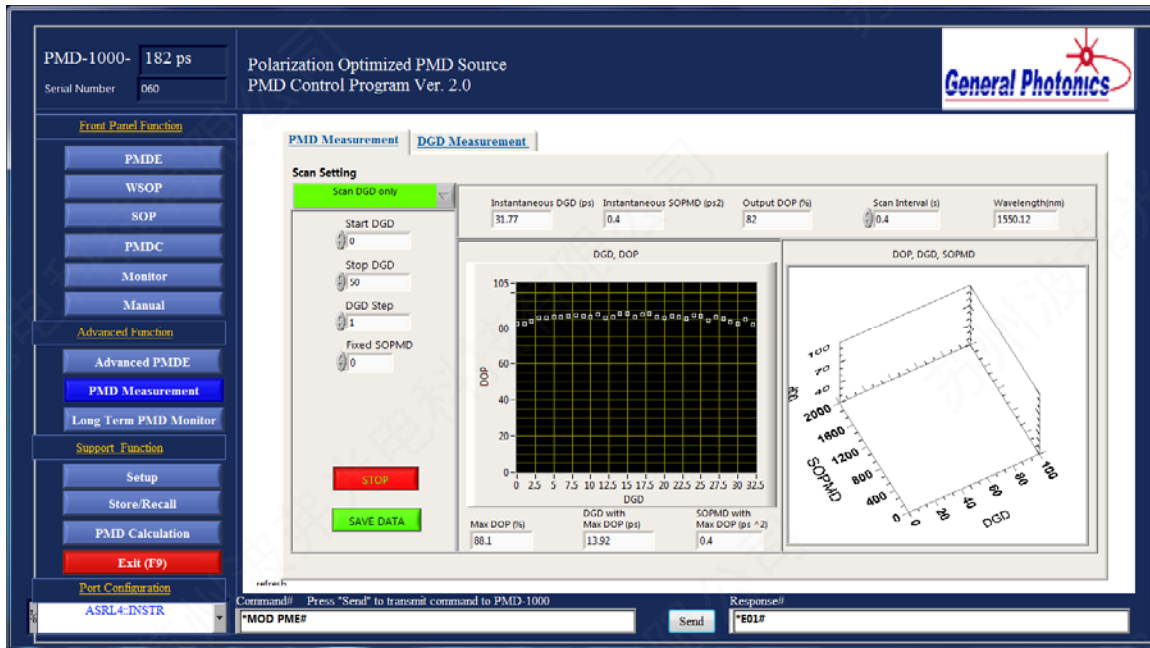 PMD-1000- 182 ps
Serial Number 060
Polarization Optimized PMD Source
PMD Control Program Ver. 2.0
General Photonics
Front Panel Function
PMDE
WSOP
SOP
PMDC
Monitor
Manual
Advanced Function
Advanced PMDE
PMD Measurement
Long Term PMD Monitor
Support Function
Setup
Store/Recall
PMD Calculation
Exit (F9)
Port Configuration
ASRL4::INSTR
PMD Measurement DGD Measurement
Scan Setting
Scan DGD only
Start DGD
0
Stop DGD
50
DGD Step
1
Fixed SOPMD
0
STOP
SAVE DATA
Instantaneous DGD (ps) Instantaneous SOPMD (ps2) Output DOP (%) Scan Interval (s) Wavelength(nm)
31.77 0.4 82 0.4 1550.12
DGD, DOP
105
80
60
40
20
0
DOP
0 2.5 5 7.5 10 12.5 15 17.5 20 22.5 25 27.5 30 32.5
DGD
Max DOP (%) DGD with Max DOP (ps) SOPMD with Max DOP (ps ^2)
88.1 13.92 0.4
DOP, DGD, SOPMD
100
70
40
2000
1600
1200
800
400
0
SOPMD
0 20 40 60 80 100
DGD
refresh
Command# Press "Send" to transmit command to PMD-1000
*MOD PME#
Send
Response#
*E01#